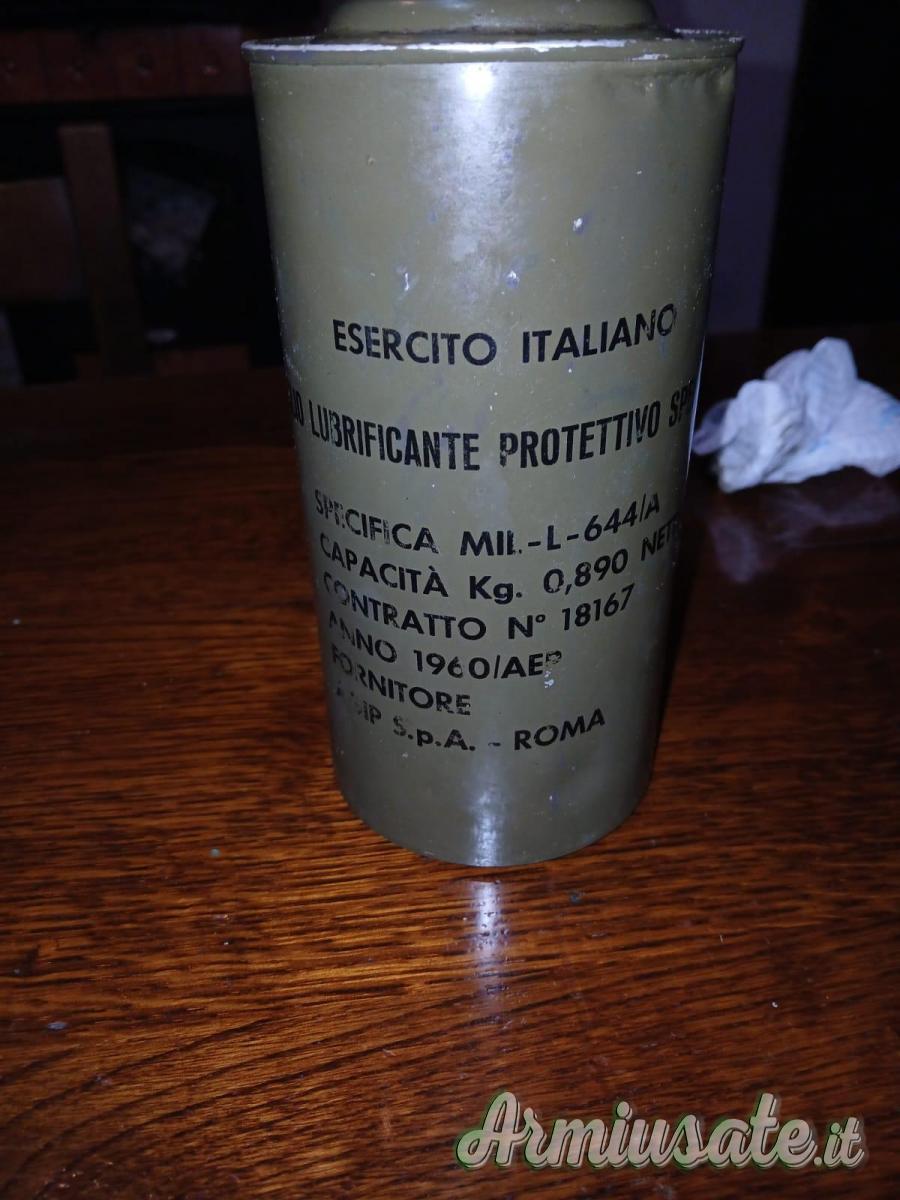 ESERCITO ITALIANO
LUBRIFICANTE PROTETTIVO
SPECIFICA MIL-L-644/A
CAPACITÀ Kg. 0,890
CONTRATTO N° 18167
ANNO 1960/AER
FORNITORE
S.p.A. - ROMA
Armiusate.it